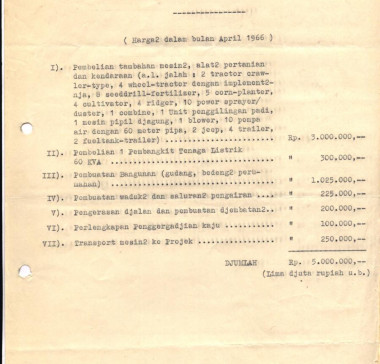 ( Harga2 dalam bulan April 1966 )
I). Pembelian tambahan mesin2, alat2 pertanian
dan kendaraan (a.l. jalah : 2 tractor craw-
ler-type, 4 wheel-tractor dengan implement2-
nja, 8 seeddrill-fertiliser, 5 corn-planter,
4 cultivator, 4 ridger, 10 power sprayer/
duster, 1 combine, 1 Unit penggilingan padi,
1 mesin pipil djagung, 1 blower, 10 pompa
air dengan 60 meter pipe, 2 jeep, 4 trailer,
2 fueltank-trailer) .................. Rp. 3.000.000,--
II). Pembelian 1 Pembangkit Tenaga Listrik
60 KVA ............................... " 300.000,--
III). Pembuatan Bangunan (gudang, bedeng2 peru-
mahan) ............................... " 1.025.000,--
IV). Pembuatan waduk2 dan saluran2 pengairan .... " 225.000,--
V). Pengerasan djalan dan pembuatan djembatan2.. " 200.000,--
VI). Perlengkapan Penggergadjian kaju ........... " 100.000,--
VII). Transport mesin2 ke Projek ................. " 250.000,--
DJUMLAH Rp. 5.000.000,--
(Lima djuta rupiah u.b.)